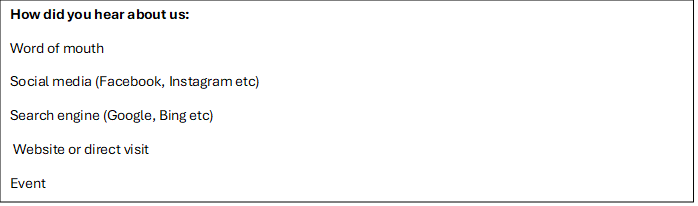 How did you hear about us:
Word of mouth
Social media (Facebook, Instagram etc)
Search engine (Google, Bing etc)
Website or direct visit
Event